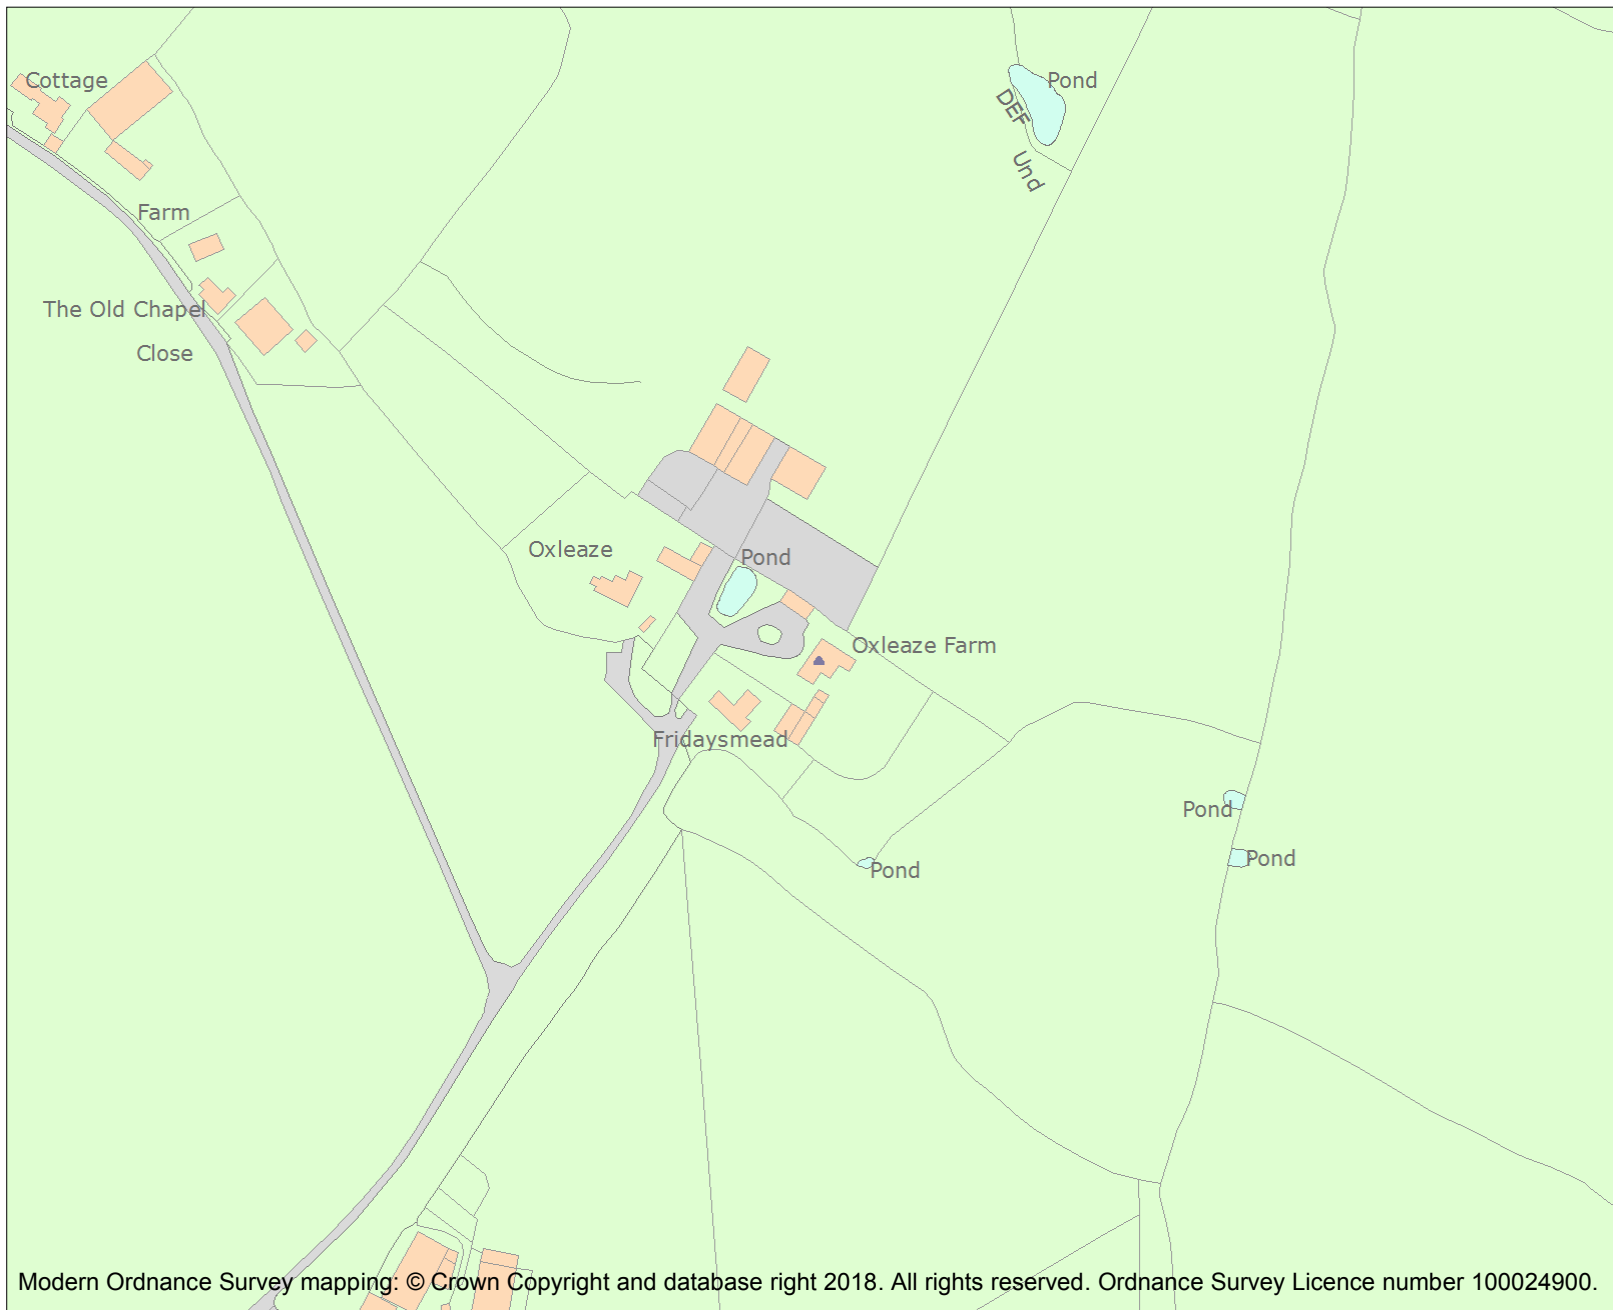 Cottage
Pond
DEF
Und
Farm
The Old Chapel
Close
Oxleaze
Pond
Oxleaze Farm
Fridaysmead
Pond
Pond
Pond
Modern Ordnance Survey mapping: © Crown Copyright and database right 2018. All rights reserved. Ordnance Survey Licence number 100024900.